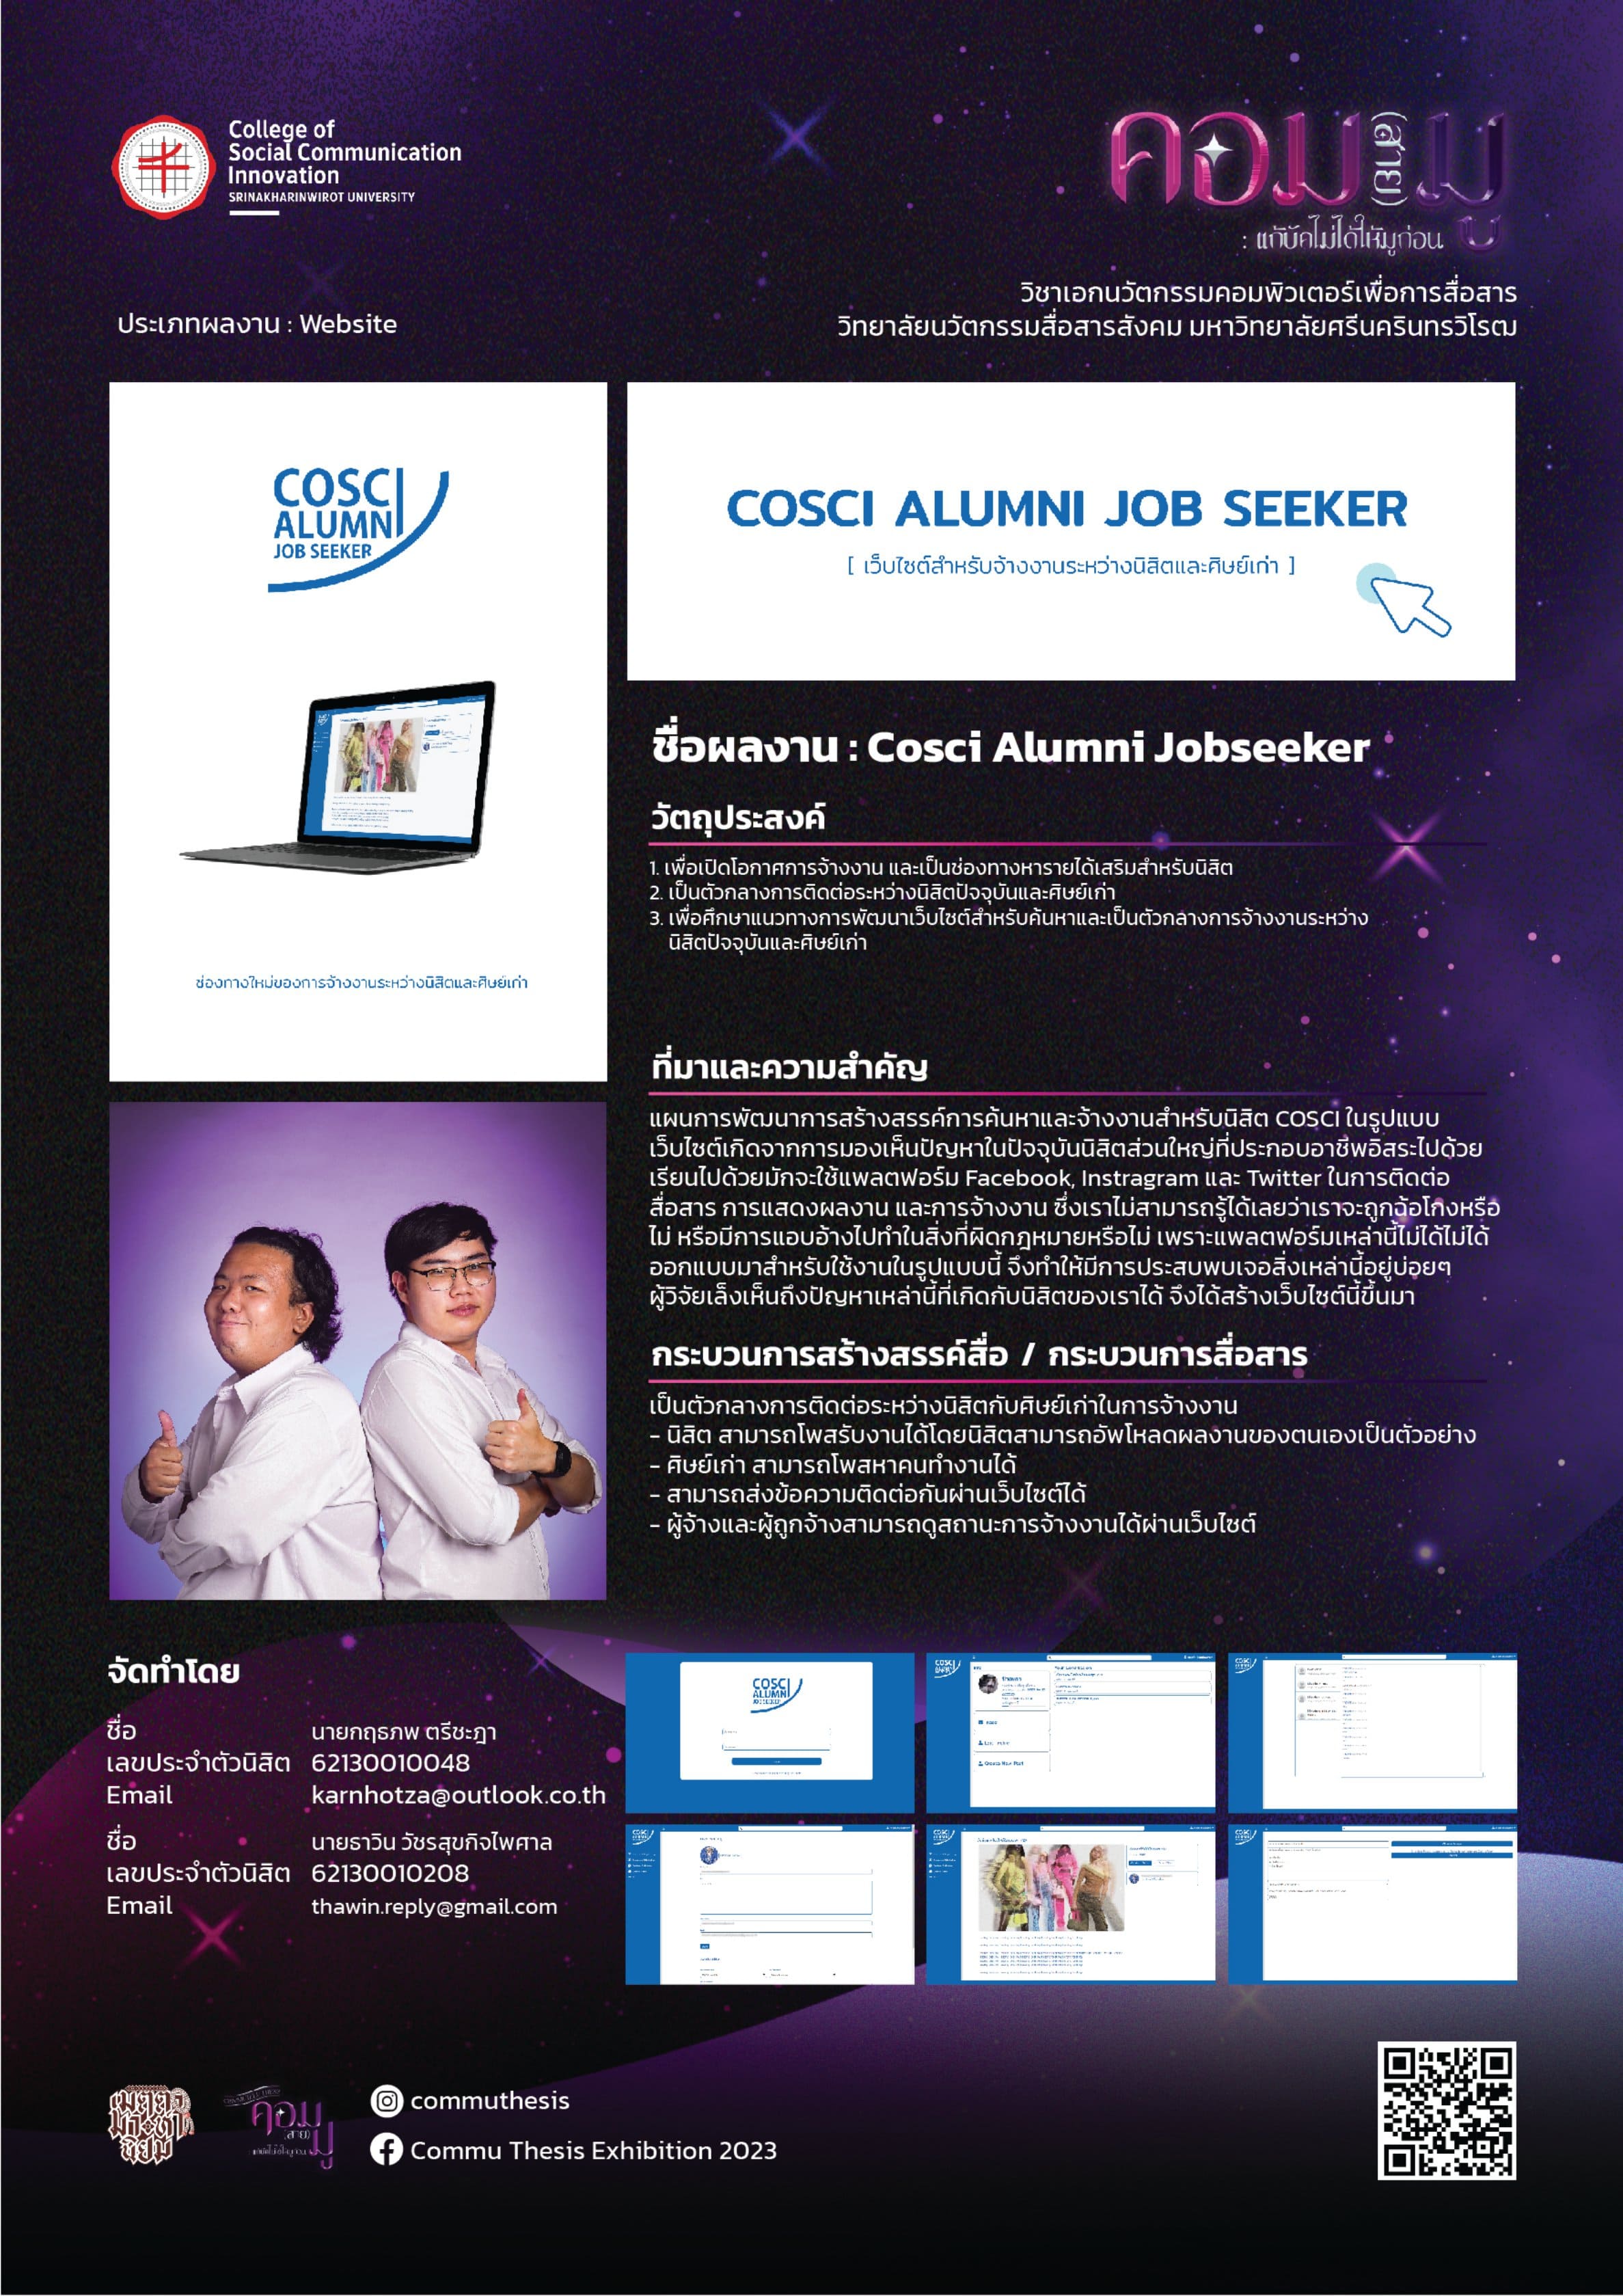 College of
Social Communication
Innovation
SRINAKHARINWIROT UNIVERSITY
คอม(สาย)มู
: แก้บัคไม่ได้ให้มูก่อน
วิชาเอกนวัตกรรมคอมพิวเตอร์เพื่อการสื่อสาร
วิทยาลัยนวัตกรรมสื่อสารสังคม มหาวิทยาลัยศรีนครินทรวิโรฒ
ประเภทผลงาน : Website
COSCI
ALUMNI
JOB SEEKER
ช่องทางใหม่ของการจ้างงานระหว่างนิสิตและศิษย์เก่า
COSCI ALUMNI JOB SEEKER
[ เว็บไซต์สำหรับจ้างงานระหว่างนิสิตและศิษย์เก่า ]
ชื่อผลงาน : Cosci Alumni Jobseeker
วัตถุประสงค์
1. เพื่อเปิดโอกาศการจ้างงาน และเป็นช่องทางหารายได้เสริมสำหรับนิสิต
2. เป็นตัวกลางการติดต่อระหว่างนิสิตปัจจุบันและศิษย์เก่า
3. เพื่อศึกษาแนวทางการพัฒนาเว็บไซต์สำหรับค้นหาและเป็นตัวกลางการจ้างงานระหว่าง
นิสิตปัจจุบันและศิษย์เก่า
ที่มาและความสำคัญ
แผนการพัฒนาการสร้างสรรค์การค้นหาและจ้างงานสำหรับนิสิต COSCI ในรูปแบบ
เว็บไซต์เกิดจากการมองเห็นปัญหาในปัจจุบันนิสิตส่วนใหญ่ที่ประกอบอาชีพอิสระไปด้วย
เรียนไปด้วยมักจะใช้แพลตฟอร์ม Facebook, Instragram และ Twitter ในการติดต่อ
สื่อสาร การแสดงผลงาน และการจ้างงาน ซึ่งเราไม่สามารถรู้ได้เลยว่าเราจะถูกฉ้อโกงหรือ
ไม่ หรือมีการแอบอ้างไปทำในสิ่งที่ผิดกฎหมายหรือไม่ เพราะแพลตฟอร์มเหล่านี้ไม่ได้ไม่ได้
ออกแบบมาสำหรับใช้งานในรูปแบบนี้ จึงทำให้มีการประสบพบเจอสิ่งเหล่านี้อยู่บ่อยๆ
ผู้วิจัยเล็งเห็นถึงปัญหาเหล่านี้ที่เกิดกับนิสิตของเราได้ จึงได้สร้างเว็บไซต์นี้ขึ้นมา
กระบวนการสร้างสรรค์สื่อ / กระบวนการสื่อสาร
เป็นตัวกลางการติดต่อระหว่างนิสิตกับศิษย์เก่าในการจ้างงาน
- นิสิต สามารถโพสรับงานได้โดยนิสิตสามารถอัพโหลดผลงานของตนเองเป็นตัวอย่าง
- ศิษย์เก่า สามารถโพสหาคนทำงานได้
- สามารถส่งข้อความติดต่อกันผ่านเว็บไซต์ได้
- ผู้จ้างและผู้ถูกจ้างสามารถดูสถานะการจ้างงานได้ผ่านเว็บไซต์
จัดทำโดย
ชื่อ นายกฤธภพ ตรีชะฎา
เลขประจำตัวนิสิต 62130010048
Email karnhotza@outlook.co.th
ชื่อ นายธาวิน วัชรสุขกิจไพศาล
เลขประจำตัวนิสิต 62130010208
Email thawin.reply@gmail.com
COSCI
ALUMNI
JOB SEEKER
Create New Post
คอม(สาย)มู
commuthesis
Commu Thesis Exhibition 2023